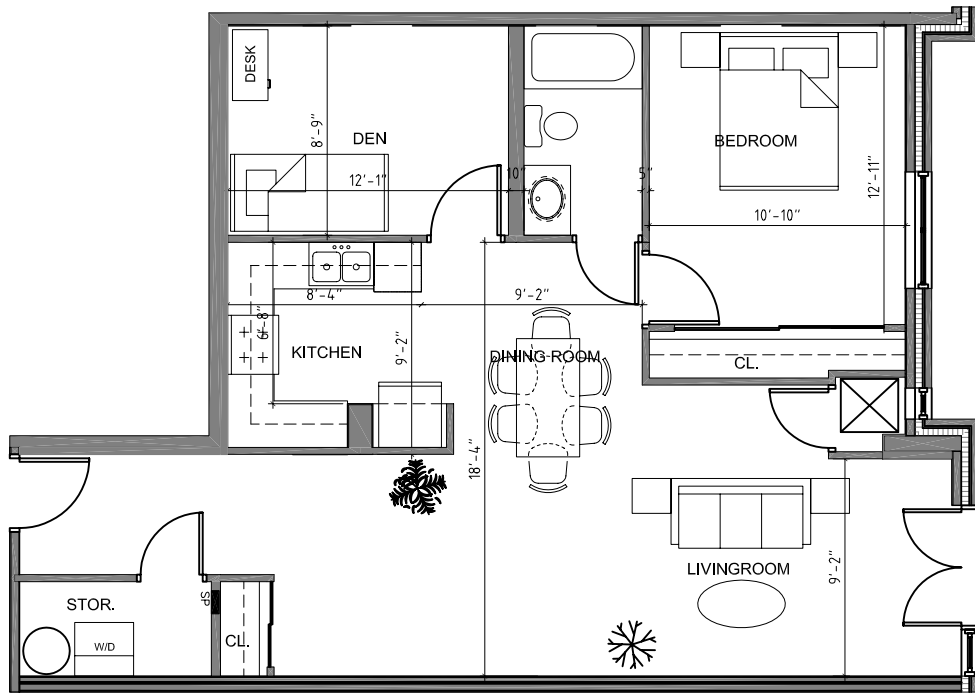 DESK
8'-9"
DEN
12'-1"
10"
5"
BEDROOM
12'-11"
10'-10"
8'-4"
9'-2"
6'-8"
KITCHEN
9'-2"
DINING-ROOM
CL.
18'-4"
LIVINGROOM
9'-2"
STOR.
SP
W/D
CL.